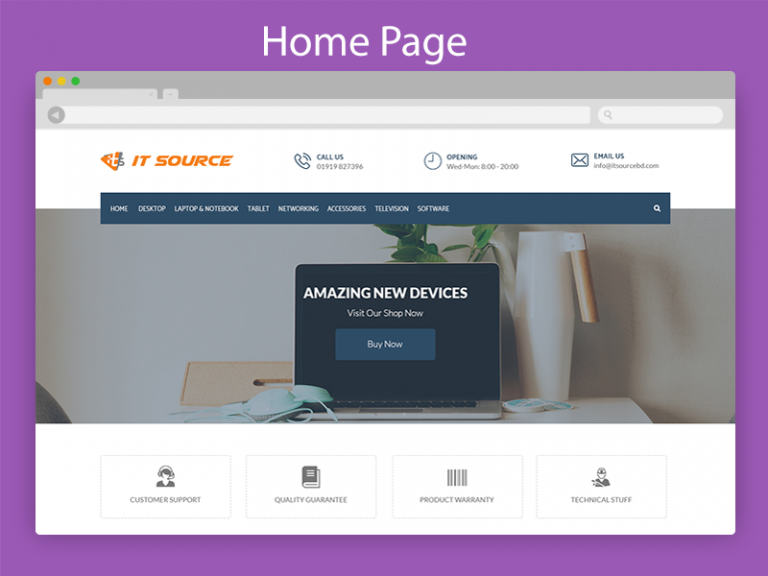 Home Page
IT SOURCE
CALL US
01919 827396
OPENING
Wed-Mon: 8:00 - 20:00
EMAIL US
info@itsourcebd.com
HOME DESKTOP LAPTOP & NOTEBOOK TABLET NETWORKING ACCESSORIES TELEVISION SOFTWARE
AMAZING NEW DEVICES
Visit Our Shop Now
Buy Now
CUSTOMER SUPPORT
QUALITY GUARANTEE
PRODUCT WARRANTY
TECHNICAL STUFF